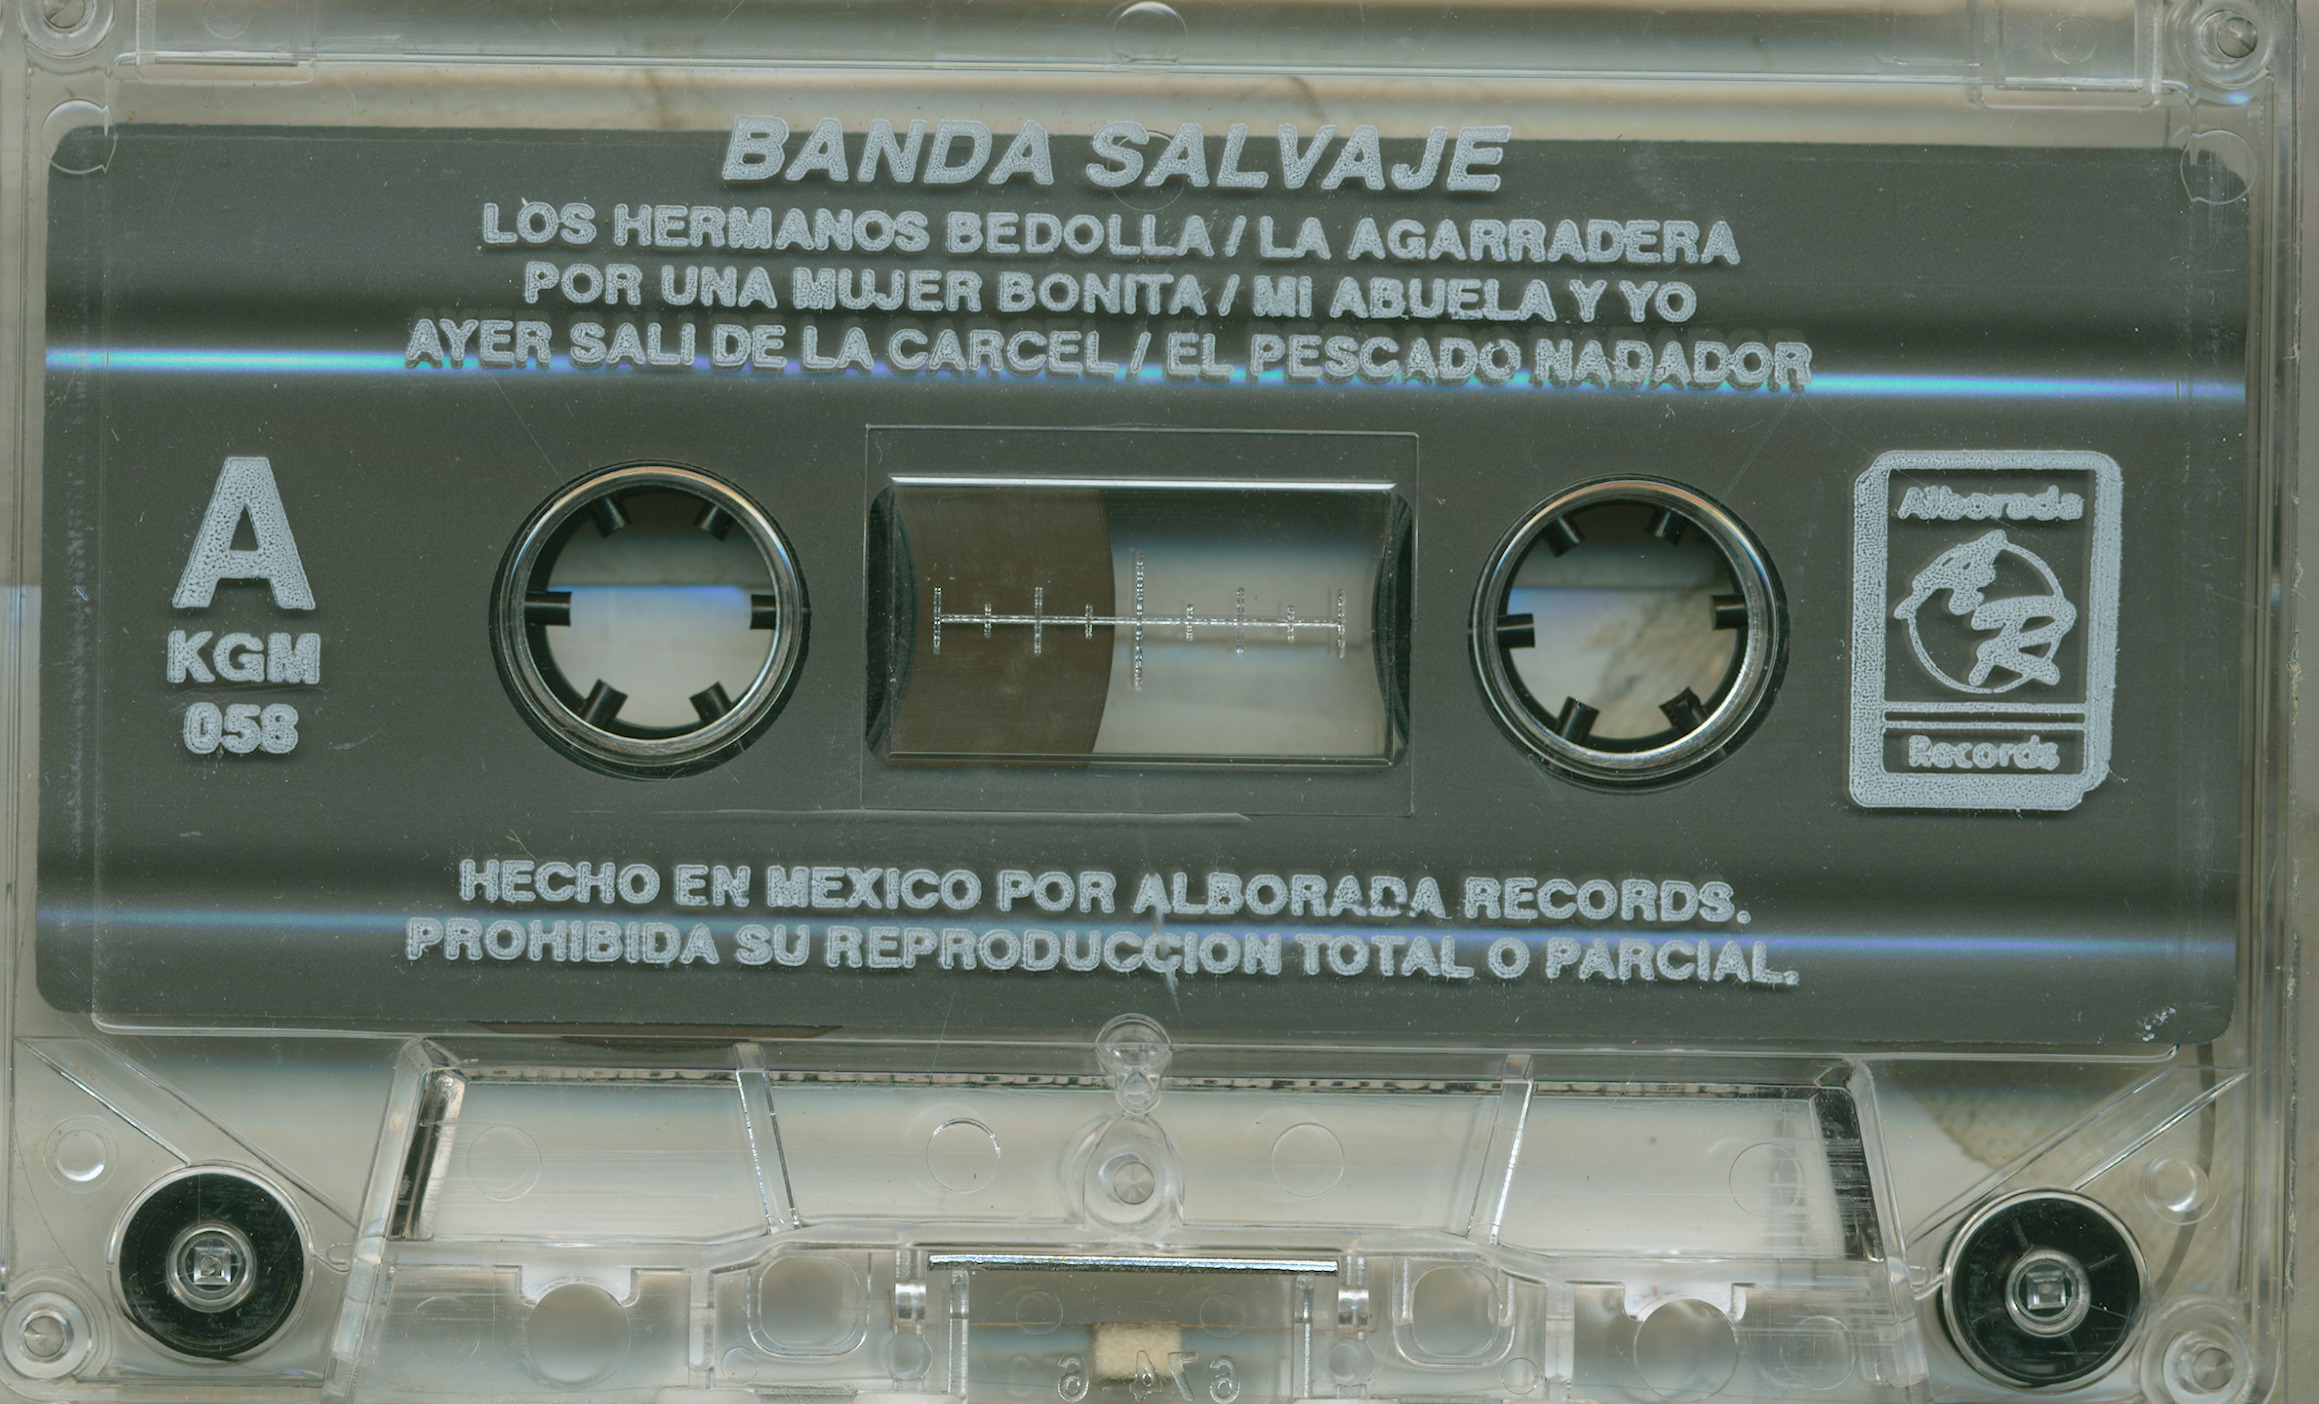 BANDA SALVAJE
LOS HERMANOS BEDOLLA / LA AGARRADERA
POR UNA MUJER BONITA / MI ABUELA Y YO
AYER SALI DE LA CARCEL / EL PESCADO NADADOR
A
KGM
058
Alborada
Records
HECHO EN MEXICO POR ALBORADA RECORDS.
PROHIBIDA SU REPRODUCCION TOTAL O PARCIAL.